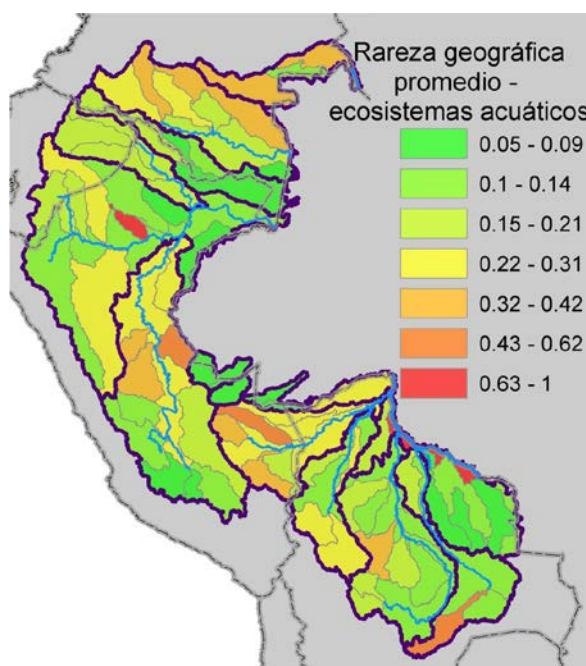 Rareza geográfica
promedio -
ecosistemas acuáticos
0.05 - 0.09
0.1 - 0.14
0.15 - 0.21
0.22 - 0.31
0.32 - 0.42
0.43 - 0.62
0.63 - 1